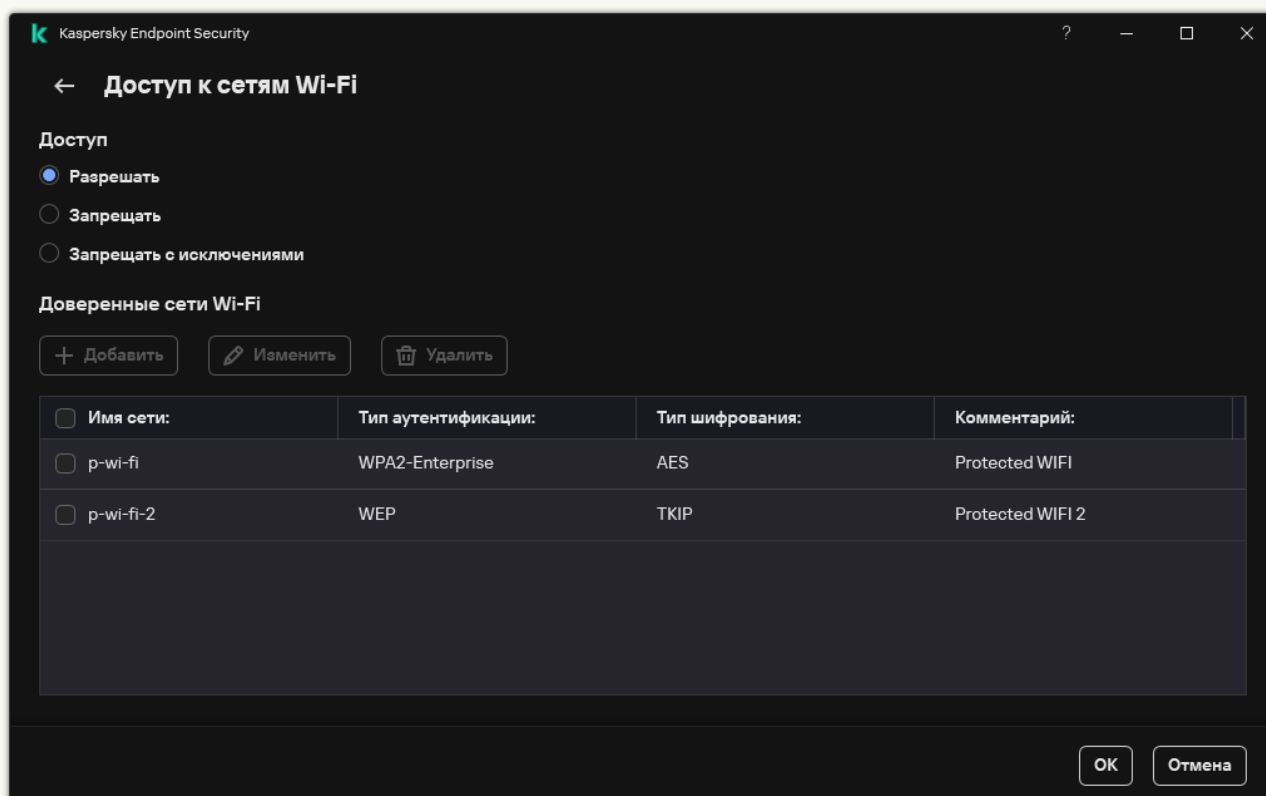 Kaspersky Endpoint Security ?
Доступ к сетям Wi-Fi
Доступ
Разрешать
Запрещать
Запрещать с исключениями
Доверенные сети Wi-Fi
Добавить Изменить Удалить
Имя сети: Тип аутентификации: Тип шифрования: Комментарий:
p-wi-fi WPA2-Enterprise AES Protected WIFI
p-wi-fi-2 WEP TKIP Protected WIFI 2
ОК Отмена